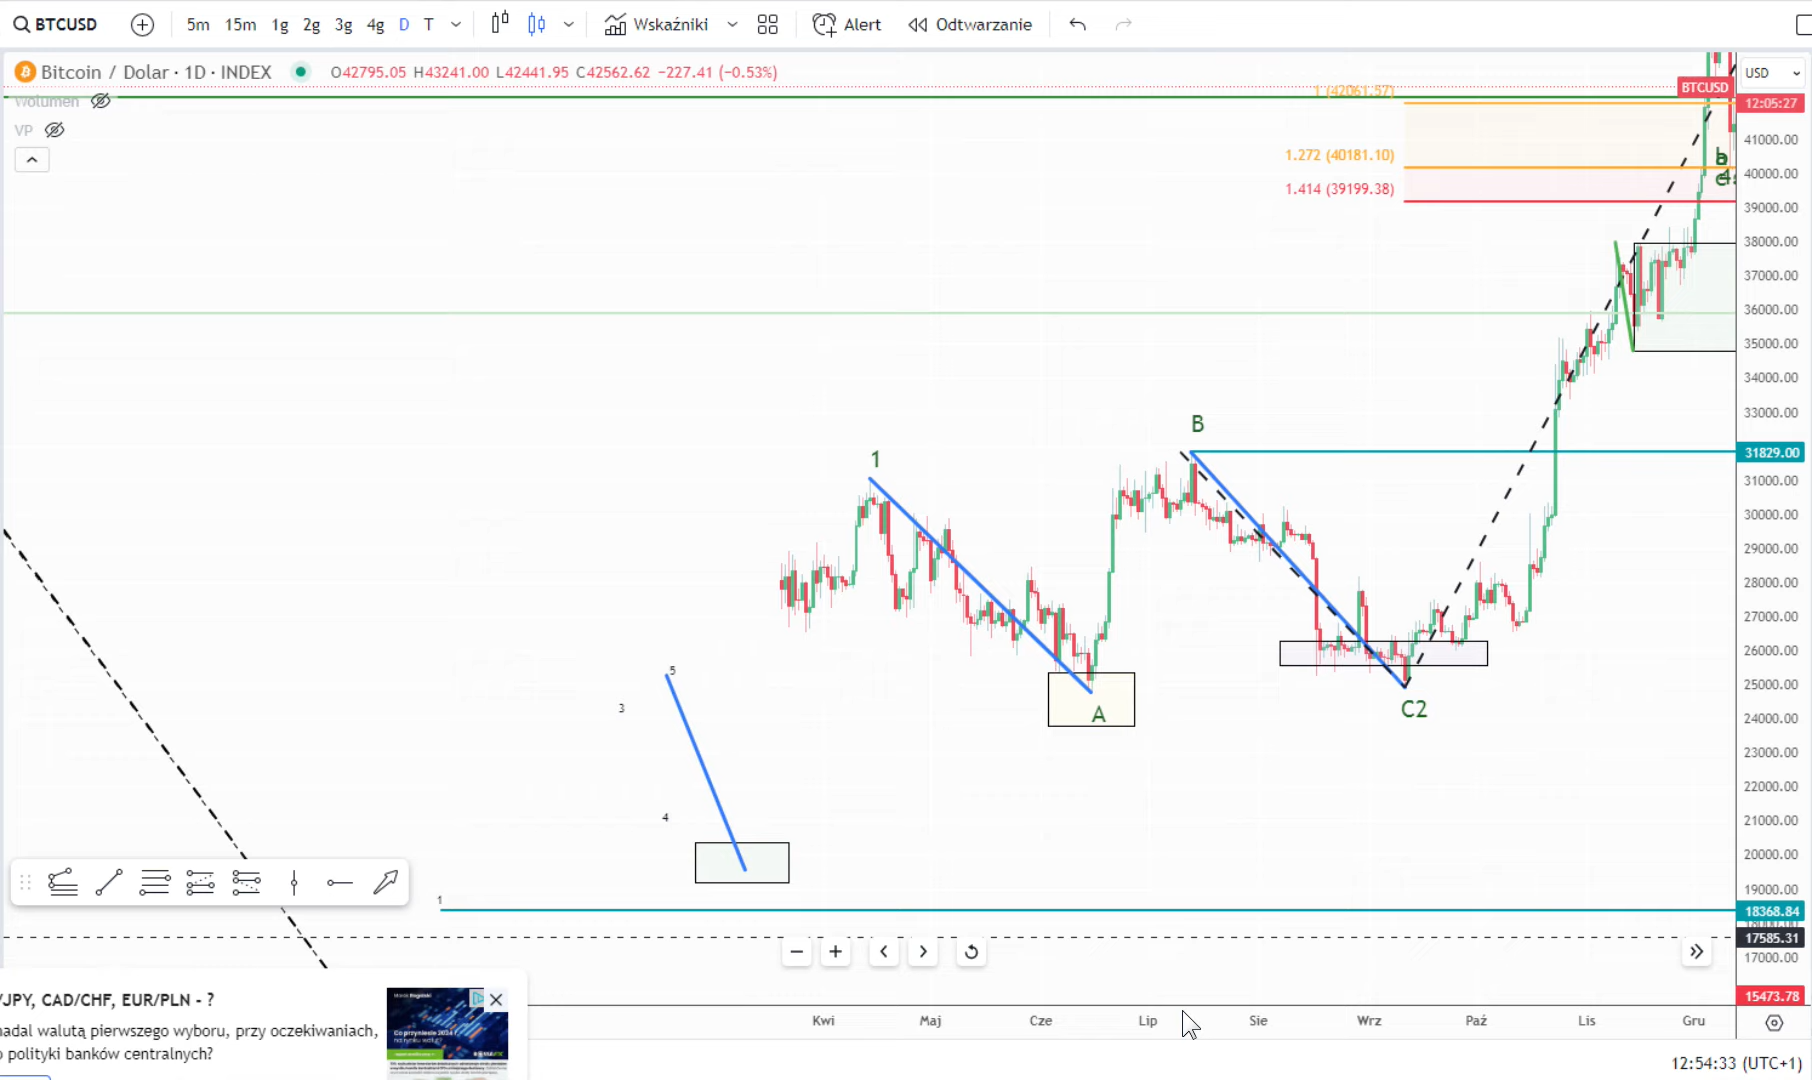 BTCUSD
5m 15m 1g 2g 3g 4g D T
Wskaźniki
Alert
Odtwarzanie
Bitcoin / Dolar · 1D · INDEX
O42795.05 H43241.00 L42441.95 C42562.62 −227.41 (−0.53%)
USD
Wolumen
VP
BTCUSD
12:05:27
1 (42061.57)
1.272 (40181.10)
1.414 (39199.38)
41000.00
40000.00
39000.00
38000.00
37000.00
36000.00
35000.00
34000.00
33000.00
31829.00
31000.00
30000.00
29000.00
28000.00
27000.00
26000.00
25000.00
24000.00
23000.00
22000.00
21000.00
20000.00
19000.00
18368.84
17585.31
17000.00
15473.78
b
B
1
A
C2
5
3
4
1
/JPY, CAD/CHF, EUR/PLN - ?
nadal walutą pierwszego wyboru, przy oczekiwaniach,
o polityki banków centralnych?
Co przyniesie 2024 r.
Kwi Maj Cze Lip Sie Wrz Paź Lis Gru
12:54:33 (UTC+1)